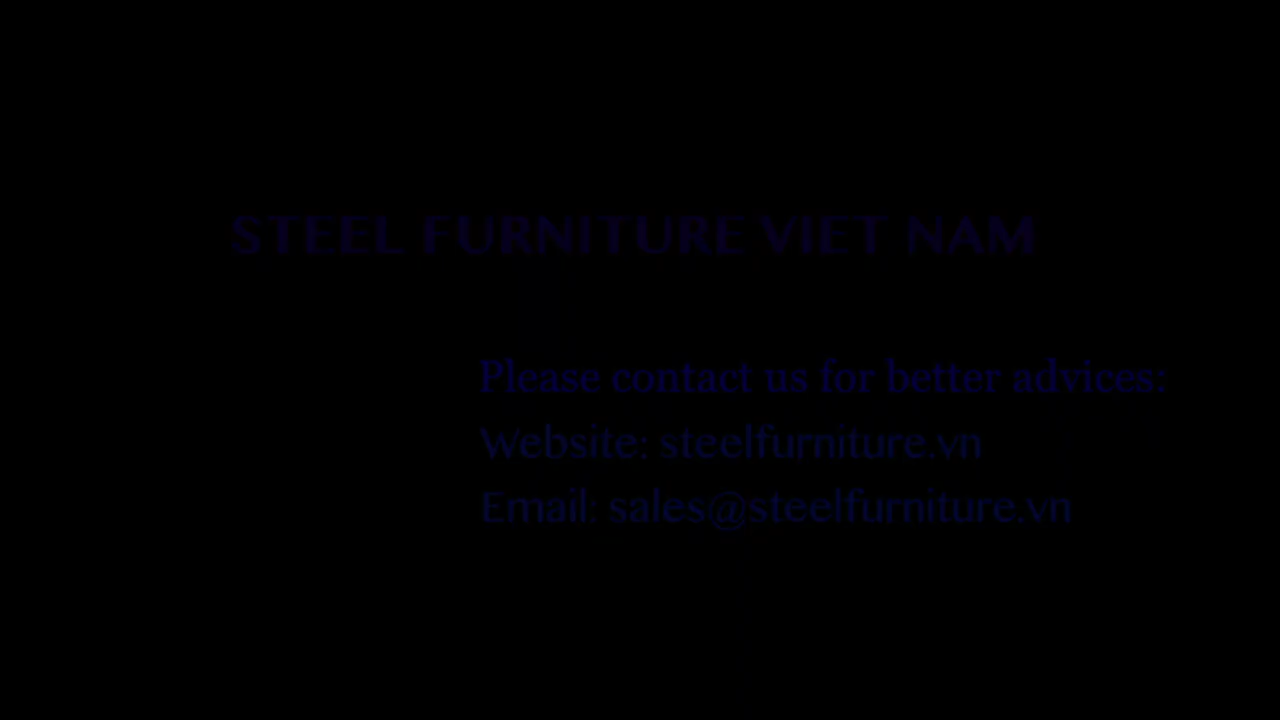 STEEL FURNITURE VIET NAM
Please contact us for better advices:
Website: steelfurniture.vn
Email: sales@steelfurniture.vn